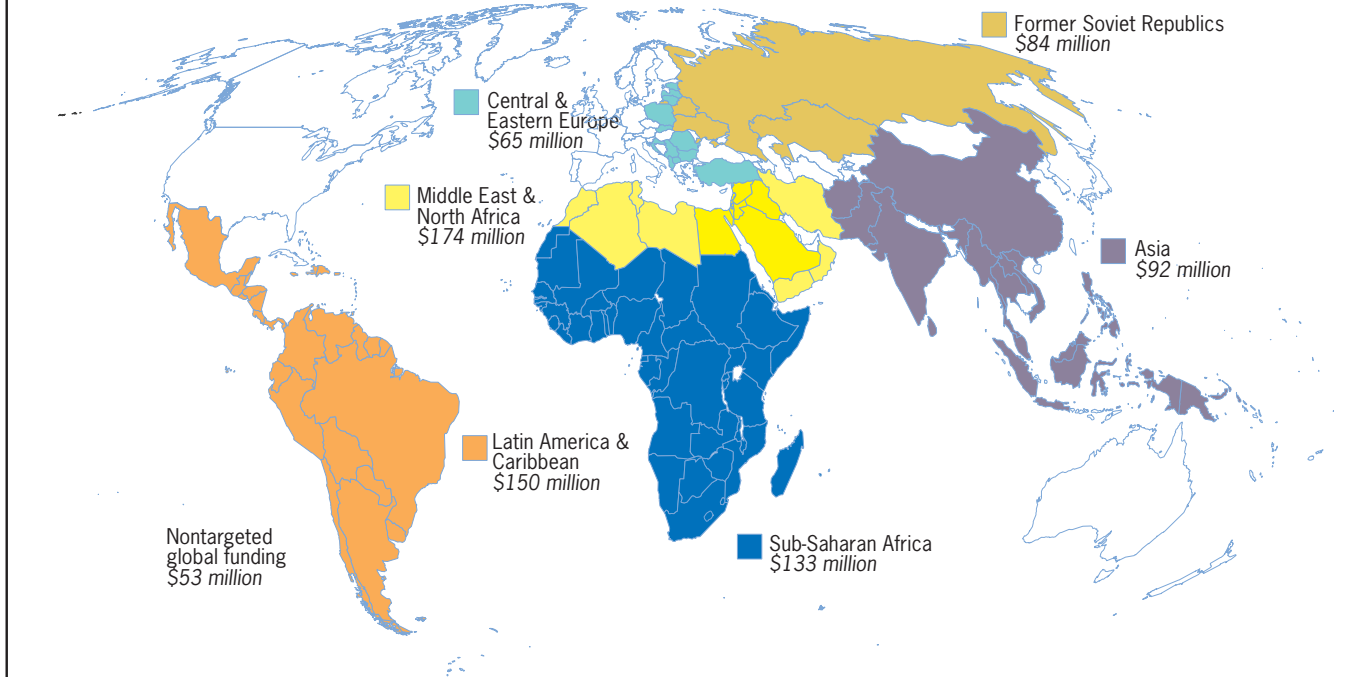 Former Soviet Republics
$84 million
Central &
Eastern Europe
$65 million
Middle East &
North Africa
$174 million
Asia
$92 million
Latin America &
Caribbean
$150 million
Nontargeted
global funding
$53 million
Sub-Saharan Africa
$133 million